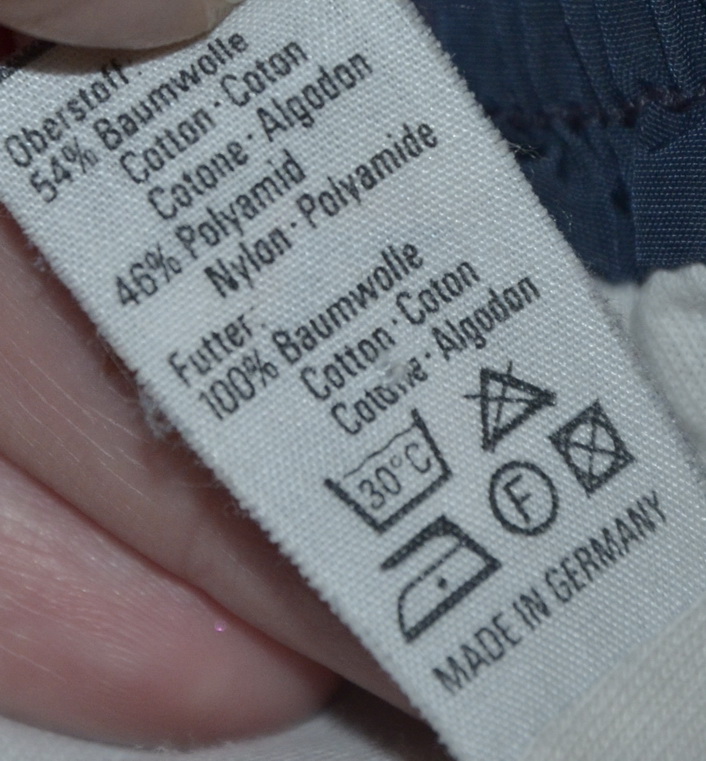 Oberstoff:
54% Baumwolle
Cotton · Coton
Cotone · Algodon
46% Polyamid
Nylon · Polyamide
Futter:
100% Baumwolle
Cotton · Coton
Cotone · Algodon
30°C
F
MADE IN GERMANY